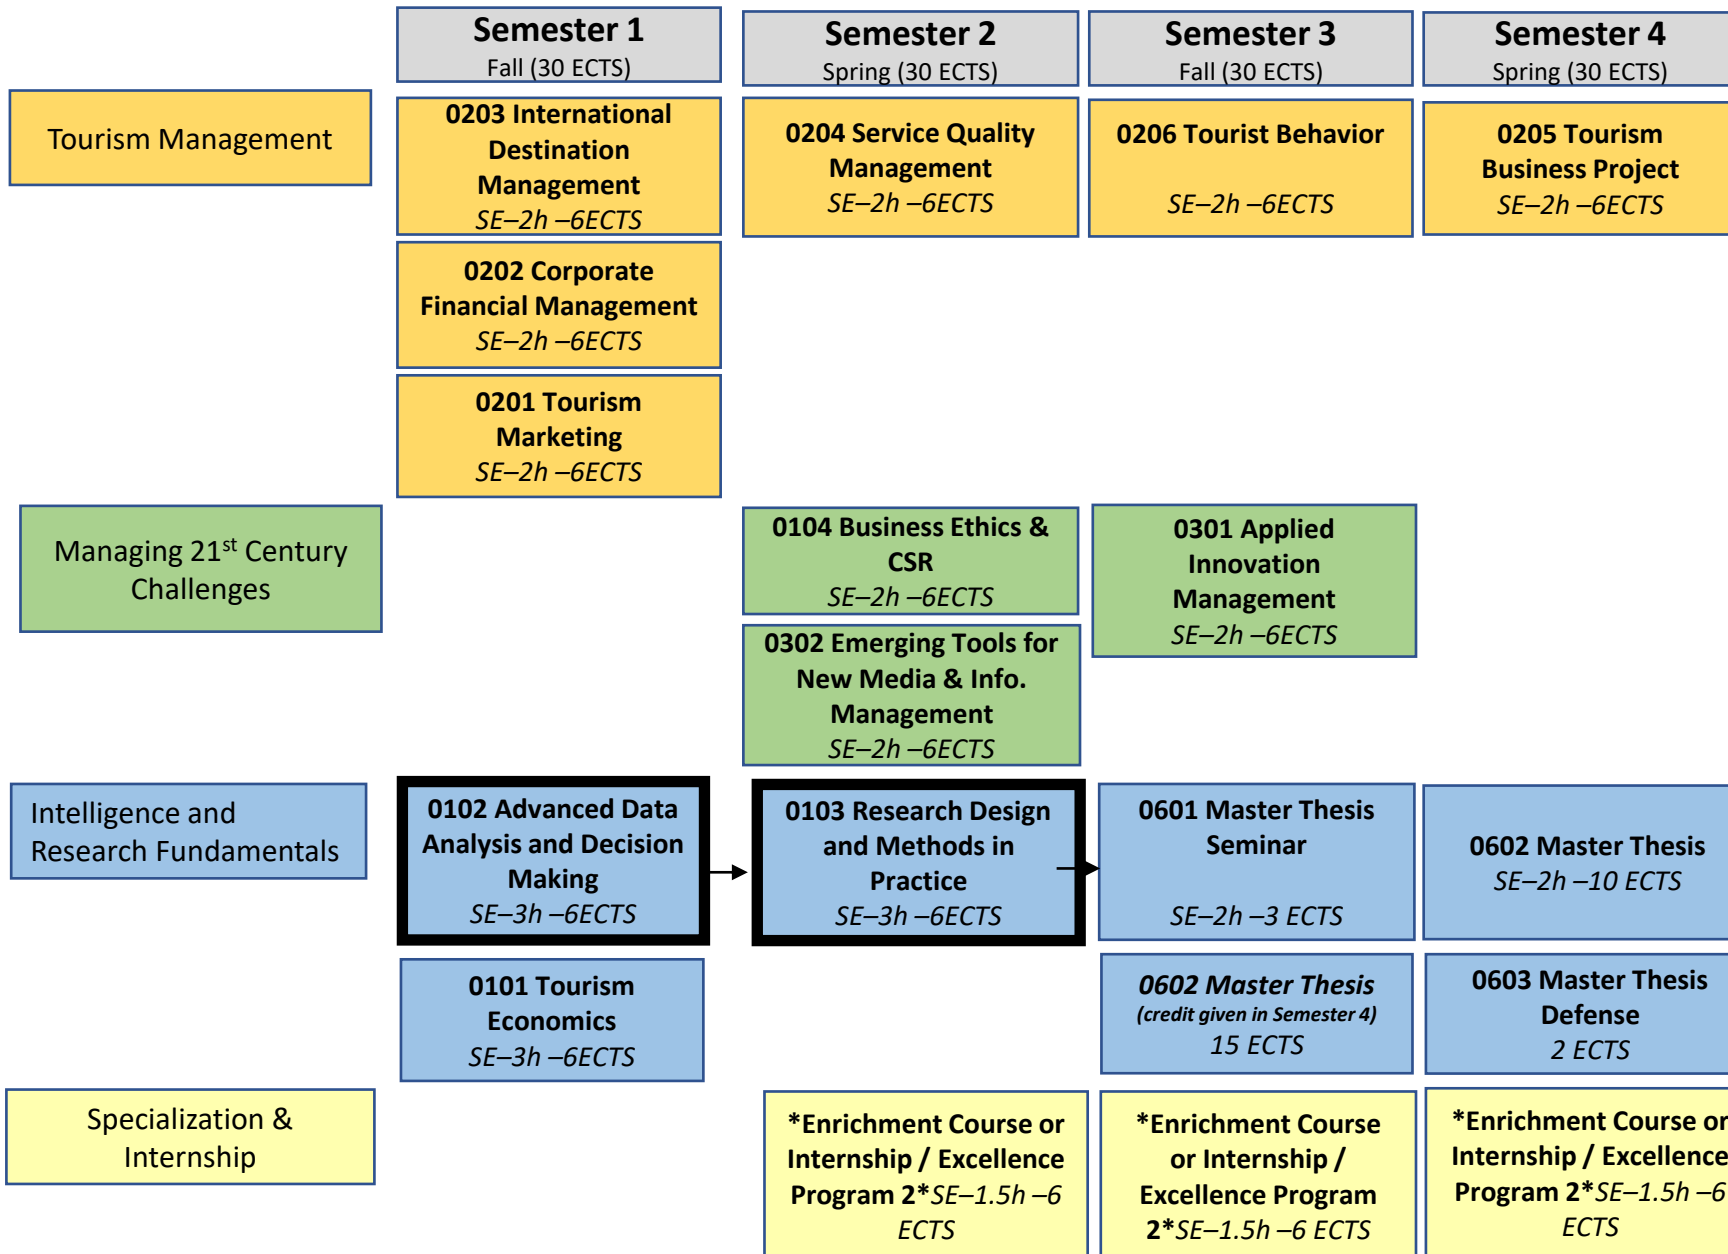 Semester 1
Fall (30 ECTS)
Semester 2
Spring (30 ECTS)
Semester 3
Fall (30 ECTS)
Semester 4
Spring (30 ECTS)
Tourism Management
0203 International
Destination
Management
SE–2h –6ECTS
0204 Service Quality
Management
SE–2h –6ECTS
0206 Tourist Behavior
SE–2h –6ECTS
0205 Tourism
Business Project
SE–2h –6ECTS
0202 Corporate
Financial Management
SE–2h –6ECTS
0201 Tourism
Marketing
SE–2h –6ECTS
Managing 21st Century
Challenges
0104 Business Ethics &
CSR
SE–2h –6ECTS
0301 Applied
Innovation
Management
SE–2h –6ECTS
0302 Emerging Tools for
New Media & Info.
Management
SE–2h –6ECTS
Intelligence and
Research Fundamentals
0102 Advanced Data
Analysis and Decision
Making
SE–3h –6ECTS
0103 Research Design
and Methods in
Practice
SE–3h –6ECTS
0601 Master Thesis
Seminar
SE–2h –3 ECTS
0602 Master Thesis
SE–2h –10 ECTS
0101 Tourism
Economics
SE–3h –6ECTS
0602 Master Thesis
(credit given in Semester 4)
15 ECTS
0603 Master Thesis
Defense
2 ECTS
Specialization &
Internship
*Enrichment Course or
Internship / Excellence
Program 2*SE–1.5h –6
ECTS
*Enrichment Course
or Internship /
Excellence Program
2*SE–1.5h –6 ECTS
*Enrichment Course or
Internship / Excellence
Program 2*SE–1.5h –6
ECTS